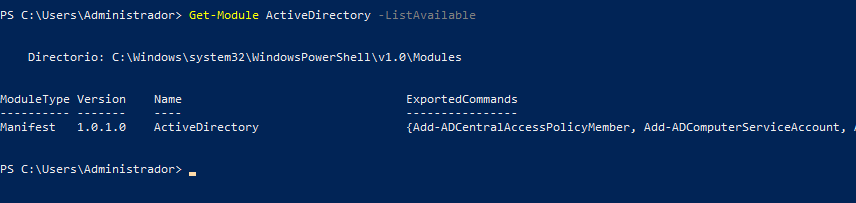 PS C:\Users\Administrador> Get-Module ActiveDirectory -ListAvailable
Directorio: C:\Windows\system32\WindowsPowerShell\v1.0\Modules
ModuleType Version    Name                                ExportedCommands
---------- -------    ----                                ----------------
Manifest   1.0.1.0    ActiveDirectory                     {Add-ADCentralAccessPolicyMember, Add-ADComputerServiceAccount, A
PS C:\Users\Administrador>